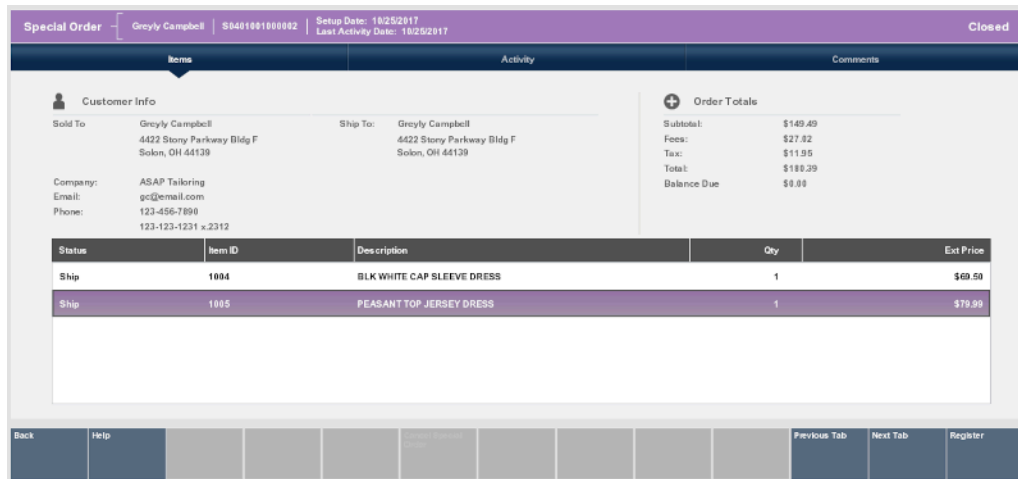 Special Order
Greyly Campbell
S0401001000002
Setup Date: 10/25/2017
Last Activity Date: 10/25/2017
Closed
Items
Activity
Comments
Customer Info
Order Totals
Sold To Greyly Campbell
4422 Stony Parkway Bldg F
Solon, OH 44139
Ship To: Greyly Campbell
4422 Stony Parkway Bldg F
Solon, OH 44139
Company: ASAP Tailoring
Email: gc@email.com
Phone: 123-456-7890
123-123-1231 x.2312
Subtotal: $149.49
Fees: $27.02
Tax: $11.95
Total: $180.39
Balance Due $0.00
Status Item ID Description Qty Ext Price
Ship 1004 BLK WHITE CAP SLEEVE DRESS 1 $69.50
Ship 1005 PEASANT TOP JERSEY DRESS 1 $79.99
Back
Help
Cancel Special
Order
Previous Tab
Next Tab
Register